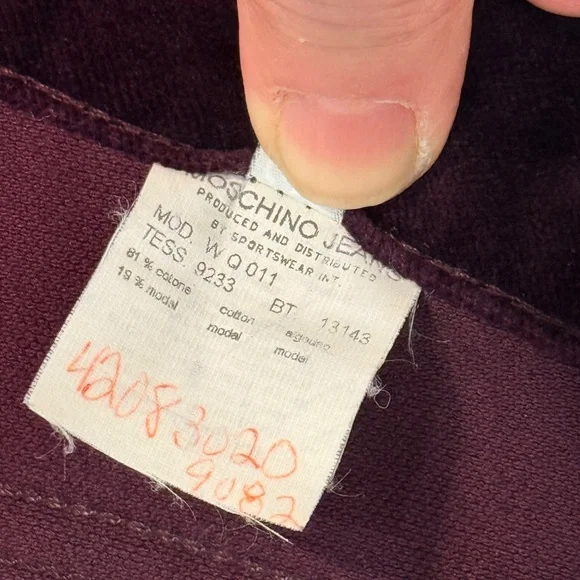 MOSCHINO JEANS
PRODUCED AND DISTRIBUTED
BY SPORTSWEAR INT.
MOD. W Q 011
TESS. 9233 BT 13143
81 % cotone cotton algodno
19 % modal modal modal
42083020
9082